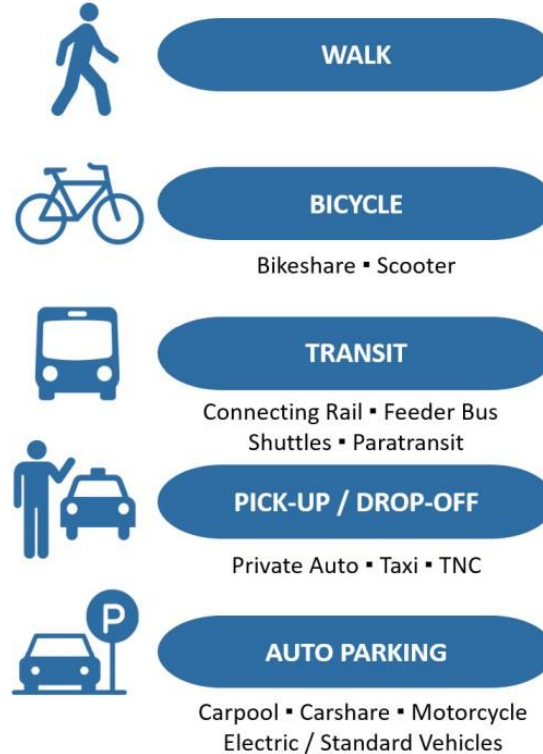 WALK
BICYCLE
Bikeshare ▪ Scooter
TRANSIT
Connecting Rail ▪ Feeder Bus
Shuttles ▪ Paratransit
PICK-UP / DROP-OFF
Private Auto ▪ Taxi ▪ TNC
P
AUTO PARKING
Carpool ▪ Carshare ▪ Motorcycle
Electric / Standard Vehicles